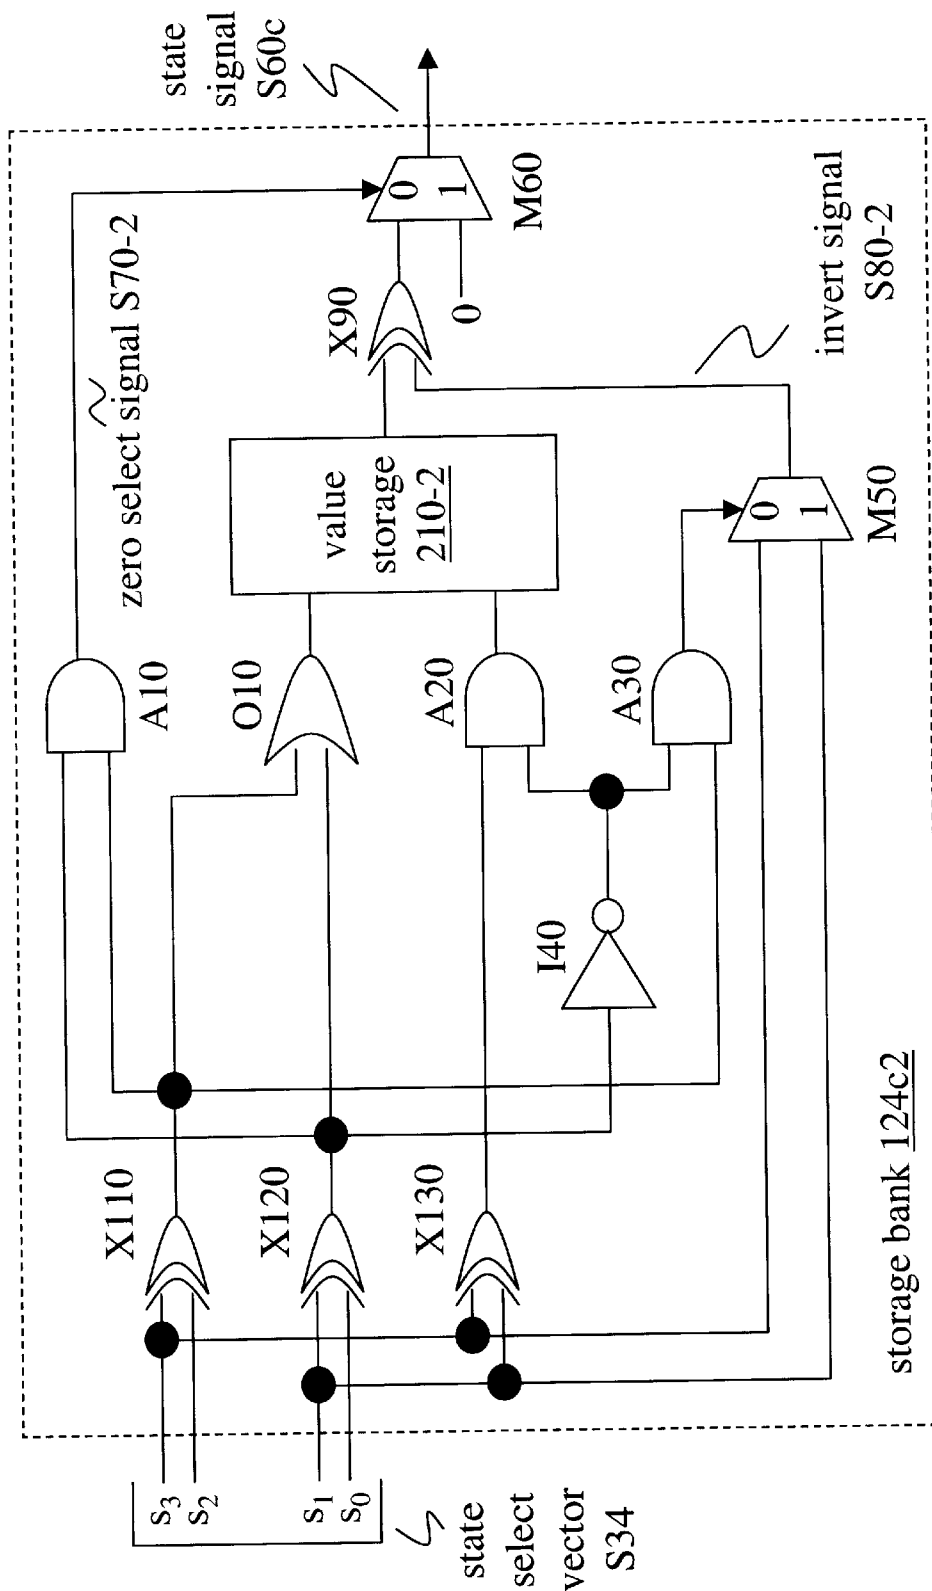 state
select
vector
S34
s3
s2
s1
s0
X110
X120
X130
I40
A10
O10
A20
A30
zero select signal S70-2
value
storage
210-2
X90
0
0
1
M60
0
1
M50
invert signal
S80-2
state
signal
S60c
storage bank 124c2